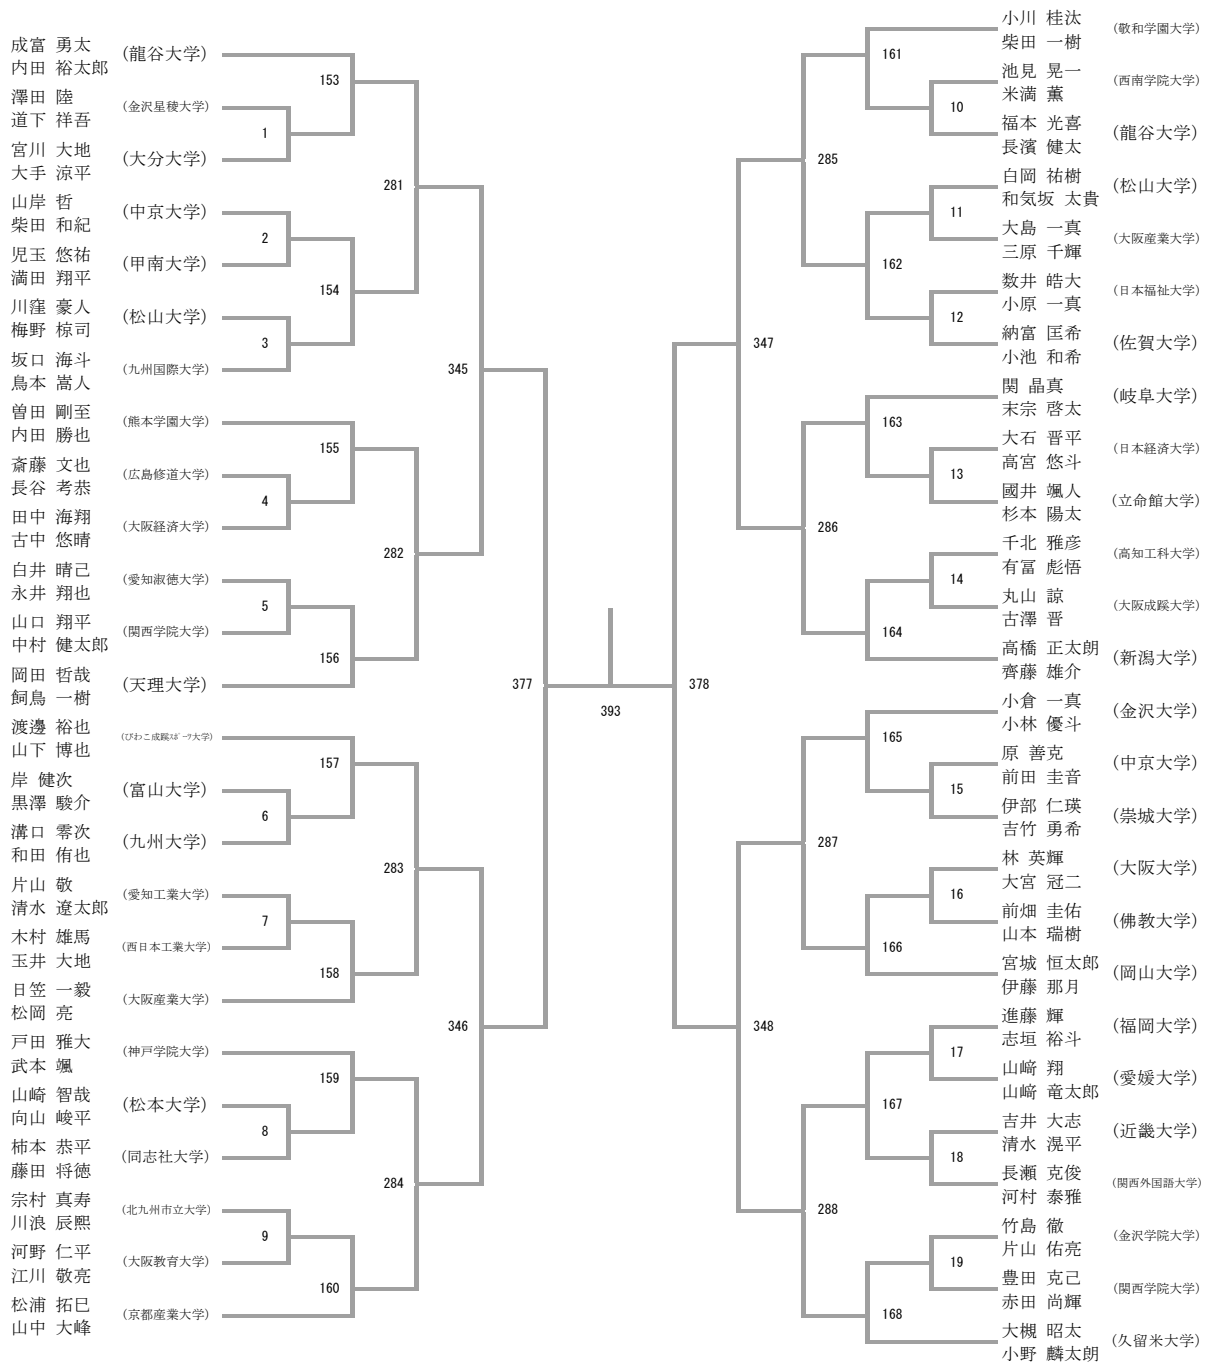 成富 勇太
内田 裕太郎
(龍谷大学)
澤田 陸
道下 祥吾
(金沢星稜大学)
宮川 大地
大手 涼平
(大分大学)
山岸 哲
柴田 和紀
(中京大学)
児玉 悠祐
満田 翔平
(甲南大学)
川窪 豪人
梅野 椋司
(松山大学)
坂口 海斗
鳥本 嵩人
(九州国際大学)
曽田 剛至
内田 勝也
(熊本学園大学)
斎藤 文也
長谷 考恭
(広島修道大学)
田中 海翔
古中 悠晴
(大阪経済大学)
白井 晴己
永井 翔也
(愛知淑徳大学)
山口 翔平
中村 健太郎
(関西学院大学)
岡田 哲哉
飼鳥 一樹
(天理大学)
渡邊 裕也
山下 博也
(びわこ成蹊ｽﾎﾟｰﾂ大学)
岸 健次
黒澤 駿介
(富山大学)
溝口 零次
和田 侑也
(九州大学)
片山 敬
清水 遼太郎
(愛知工業大学)
木村 雄馬
玉井 大地
(西日本工業大学)
日笠 一毅
松岡 亮
(大阪産業大学)
戸田 雅大
武本 颯
(神戸学院大学)
山崎 智哉
向山 峻平
(松本大学)
柿本 恭平
藤田 将徳
(同志社大学)
宗村 真寿
川浪 辰熙
(北九州市立大学)
河野 仁平
江川 敬亮
(大阪教育大学)
松浦 拓巳
山中 大峰
(京都産業大学)
1
2
3
4
5
6
7
8
9
153
154
155
156
157
158
159
160
281
282
283
284
345
346
377
393
378
347
348
285
286
287
288
161
162
163
164
165
166
167
168
10
11
12
13
14
15
16
17
18
19
小川 桂汰
柴田 一樹
(敬和学園大学)
池見 晃一
米満 薫
(西南学院大学)
福本 光喜
長濱 健太
(龍谷大学)
白岡 祐樹
和気坂 太貴
(松山大学)
大島 一真
三原 千輝
(大阪産業大学)
数井 皓大
小原 一真
(日本福祉大学)
納富 匡希
小池 和希
(佐賀大学)
関 晶真
末宗 啓太
(岐阜大学)
大石 晋平
高宮 悠斗
(日本経済大学)
國井 颯人
杉本 陽太
(立命館大学)
千北 雅彦
有冨 彪悟
(高知工科大学)
丸山 諒
古澤 晋
(大阪成蹊大学)
高橋 正太朗
齊藤 雄介
(新潟大学)
小倉 一真
小林 優斗
(金沢大学)
原 善克
前田 圭音
(中京大学)
伊部 仁瑛
吉竹 勇希
(崇城大学)
林 英輝
大宮 冠二
(大阪大学)
前畑 圭佑
山本 瑞樹
(佛教大学)
宮城 恒太郎
伊藤 那月
(岡山大学)
進藤 輝
志垣 裕斗
(福岡大学)
山﨑 翔
山﨑 竜太郎
(愛媛大学)
吉井 大志
清水 滉平
(近畿大学)
長瀬 克俊
河村 泰雅
(関西外国語大学)
竹島 徹
片山 佑亮
(金沢学院大学)
豊田 克己
赤田 尚輝
(関西学院大学)
大槻 昭太
小野 麟太朗
(久留米大学)